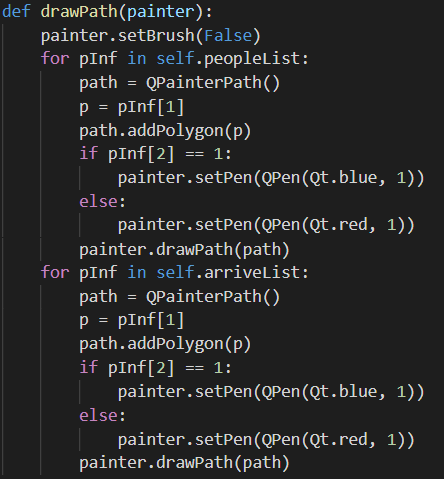 def drawPath(painter):
    painter.setBrush(False)
    for pInf in self.peopleList:
        path = QPainterPath()
        p = pInf[1]
        path.addPolygon(p)
        if pInf[2] == 1:
            painter.setPen(QPen(Qt.blue, 1))
        else:
            painter.setPen(QPen(Qt.red, 1))
        painter.drawPath(path)
    for pInf in self.arriveList:
        path = QPainterPath()
        p = pInf[1]
        path.addPolygon(p)
        if pInf[2] == 1:
            painter.setPen(QPen(Qt.blue, 1))
        else:
            painter.setPen(QPen(Qt.red, 1))
        painter.drawPath(path)